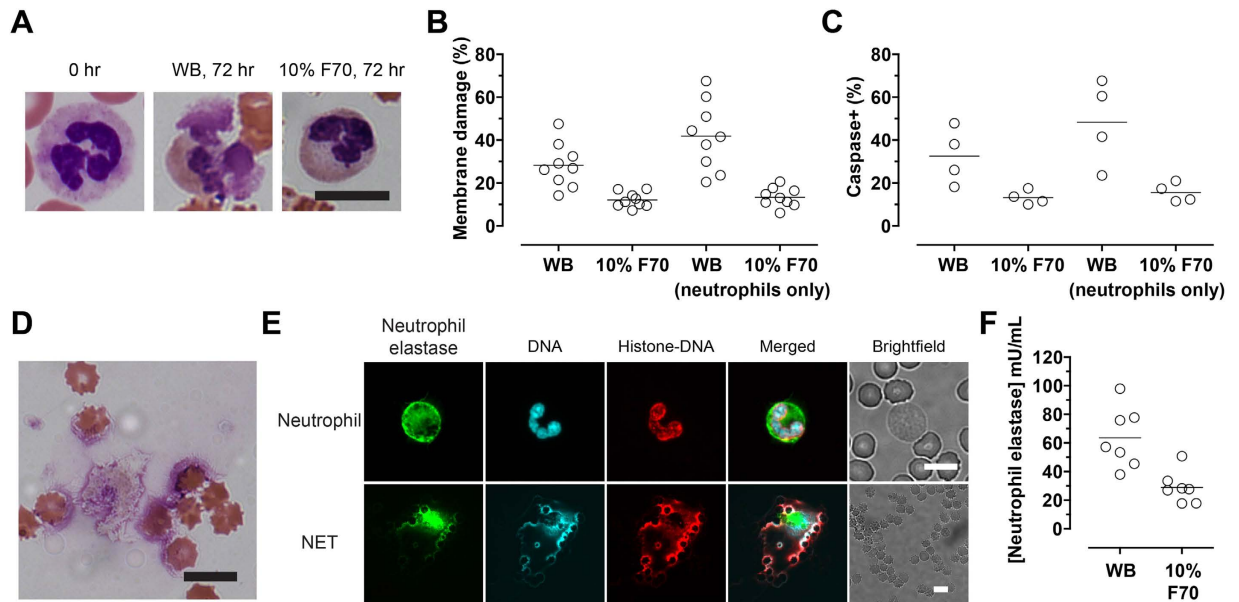 A
0 hr
WB, 72 hr
10% F70, 72 hr
B
Membrane damage (%)
80
60
40
20
0
WB
10% F70
WB
10% F70
(neutrophils only)
C
Caspase+ (%)
80
60
40
20
0
WB
10% F70
WB
10% F70
(neutrophils only)
D
E
Neutrophil
elastase
DNA
Histone-DNA
Merged
Brightfield
Neutrophil
NET
F
[Neutrophil elastase] mU/mL
120
100
80
60
40
20
0
WB
10%
F70